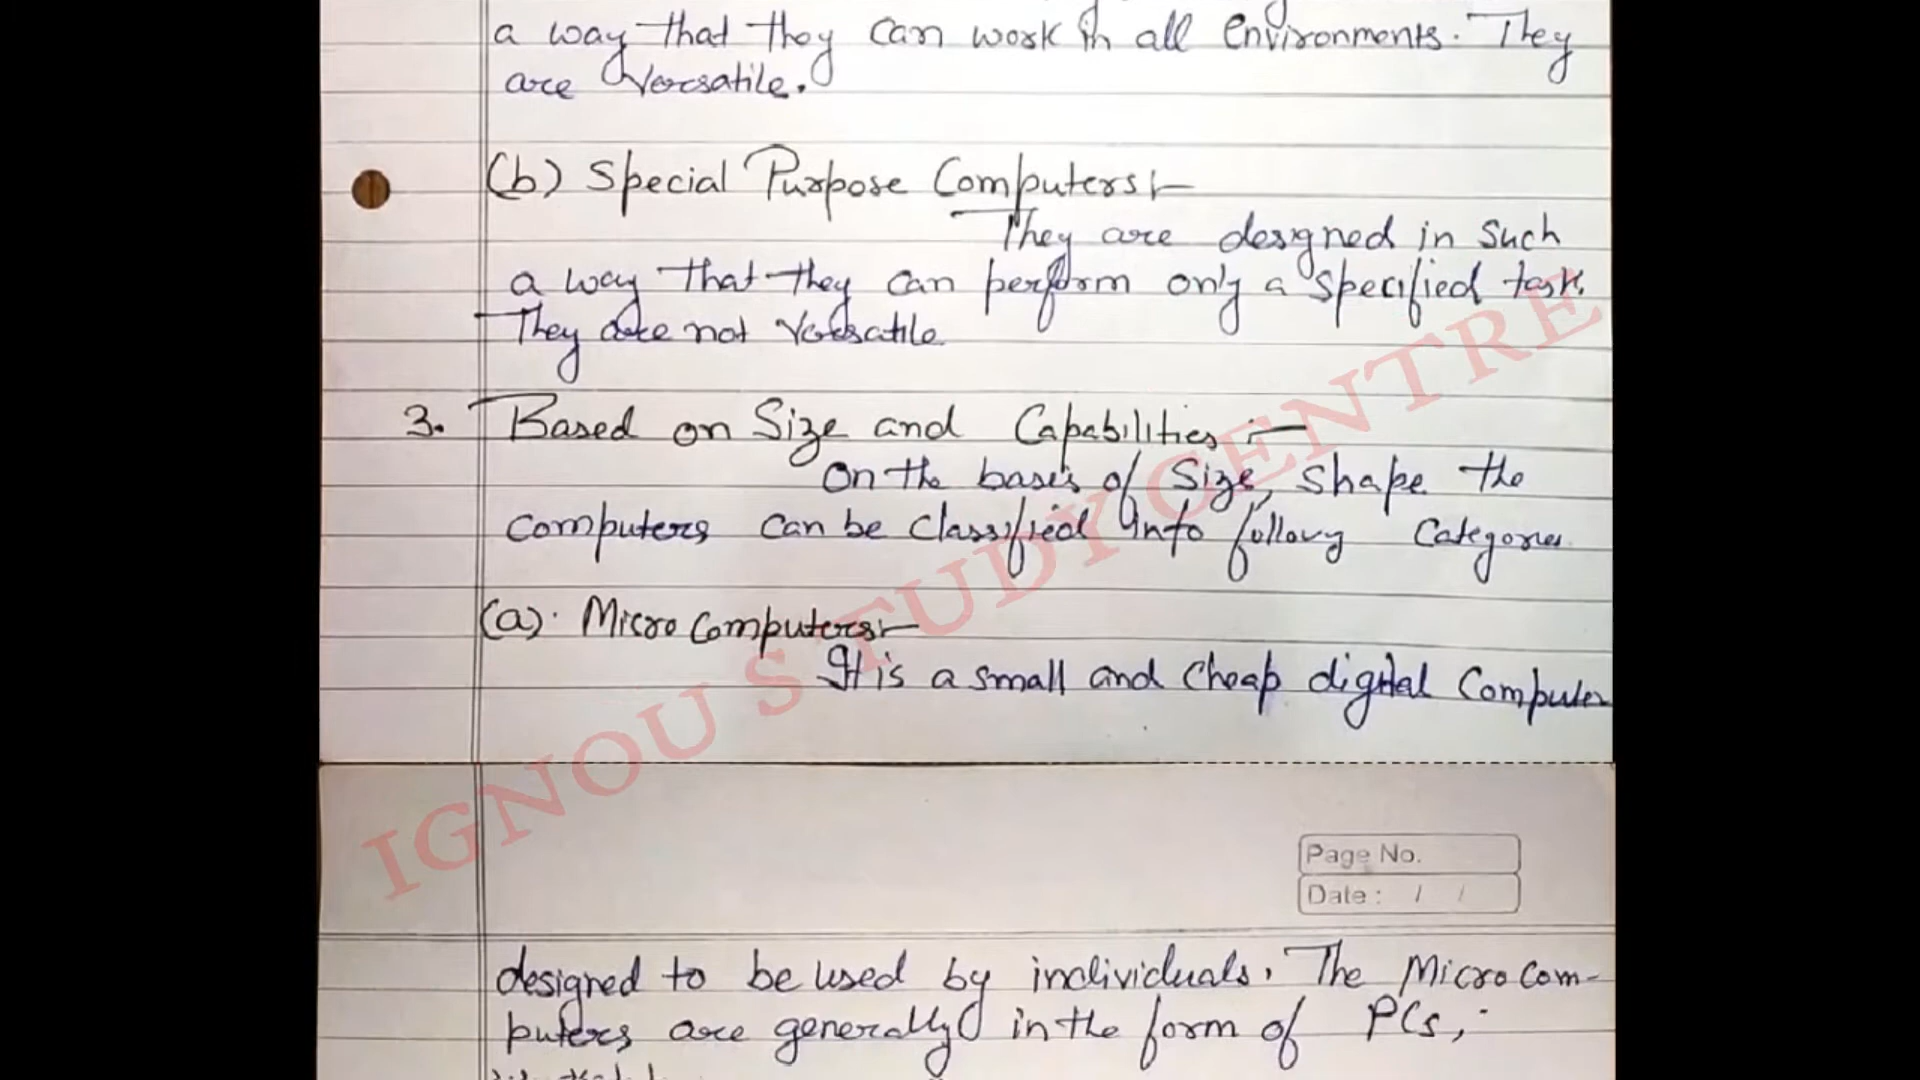 a way that they can work in all Environments. They
are Versatile.
(b) Special Purpose Computers:-
They are designed in such
a way that they can perform only a specified task.
They are not Versatile
3. Based on Size and Capabilities :-
On the basis of Size, Shape the
Computers can be classified into following Categories
(a). Micro Computers:-
It is a small and cheap digital Computer
IGNOU STUDY CENTRE
Page No.
Date : / /
designed to be used by individuals. The Micro Com-
puters are generally in the form of PCs,